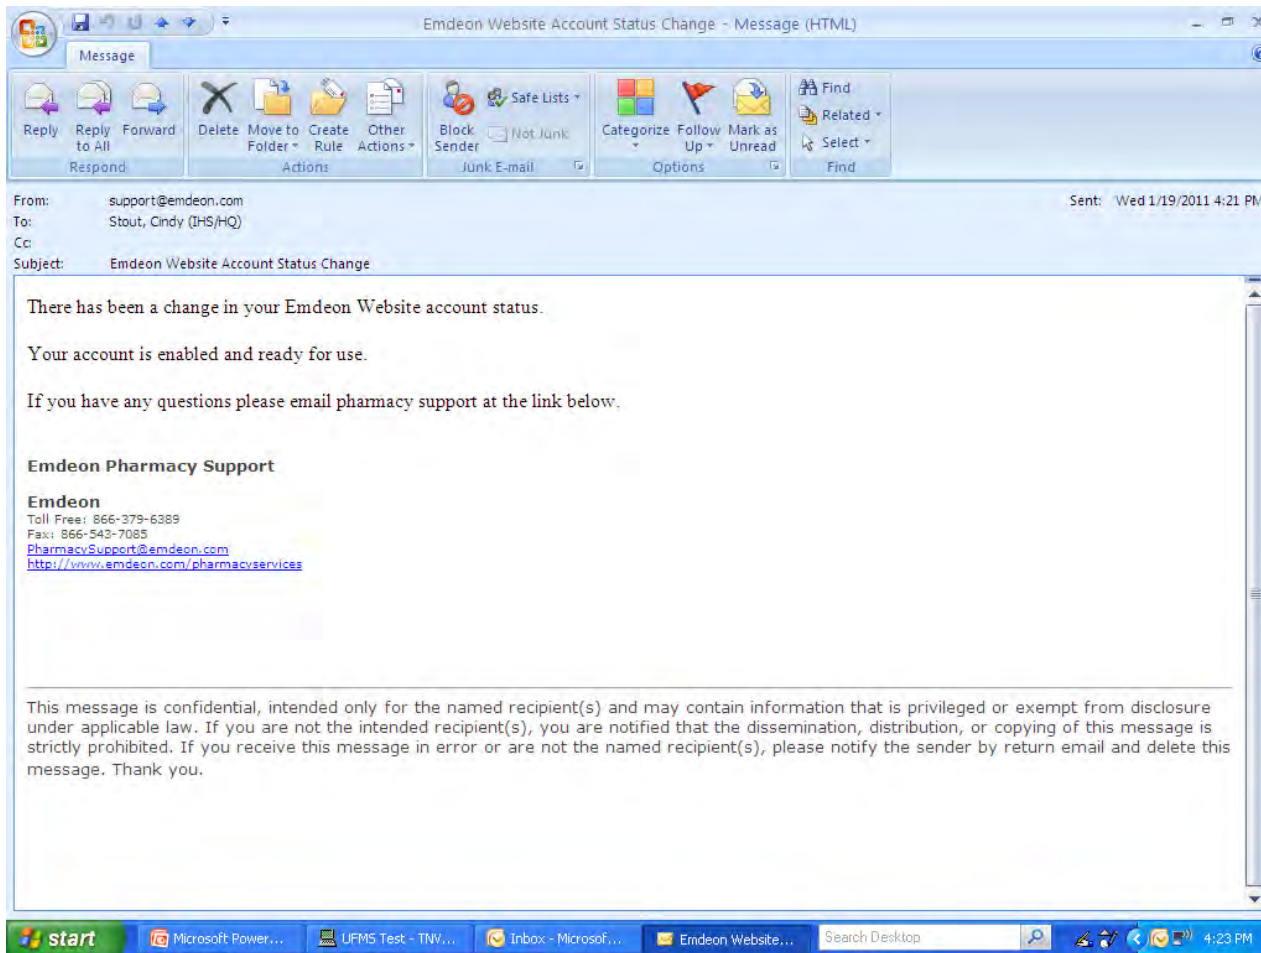 Emdeon Website Account Status Change - Message (HTML)
Message
Reply
Reply to All
Forward
Respond
Delete
Move to Folder
Create Rule
Other Actions
Actions
Block Sender
Safe Lists
Not Junk
Junk E-mail
Categorize
Follow Up
Mark as Unread
Options
Find
Related
Select
Find
From: support@emdeon.com
Sent: Wed 1/19/2011 4:21 PM
To: Stout, Cindy (IHS/HQ)
Cc:
Subject: Emdeon Website Account Status Change
There has been a change in your Emdeon Website account status.
Your account is enabled and ready for use.
If you have any questions please email pharmacy support at the link below.
Emdeon Pharmacy Support
Emdeon
Toll Free: 866-379-6389
Fax: 866-543-7085
PharmacySupport@emdeon.com
http://www.emdeon.com/pharmacyservices
This message is confidential, intended only for the named recipient(s) and may contain information that is privileged or exempt from disclosure
under applicable law. If you are not the intended recipient(s), you are notified that the dissemination, distribution, or copying of this message is
strictly prohibited. If you receive this message in error or are not the named recipient(s), please notify the sender by return email and delete this
message. Thank you.
start
Microsoft Power...
UFMS Test - TNV...
Inbox - Microsof...
Emdeon Website...
Search Desktop
4:23 PM